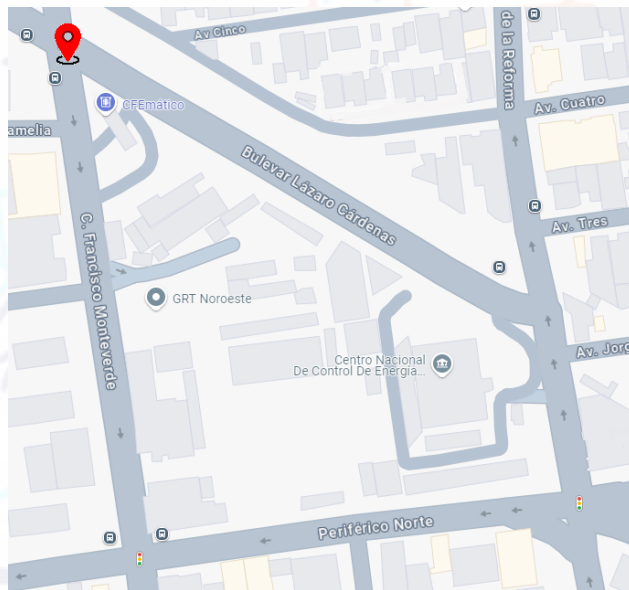 Av Cinco
de la Reforma
CFEmatico
Av. Cuatro
amelia
Bulevar Lázaro Cárdenas
Av. Tres
C. Francisco Monteverde
GRT Noroeste
Centro Nacional
De Control De Energía...
Av. Jorg
Periférico Norte